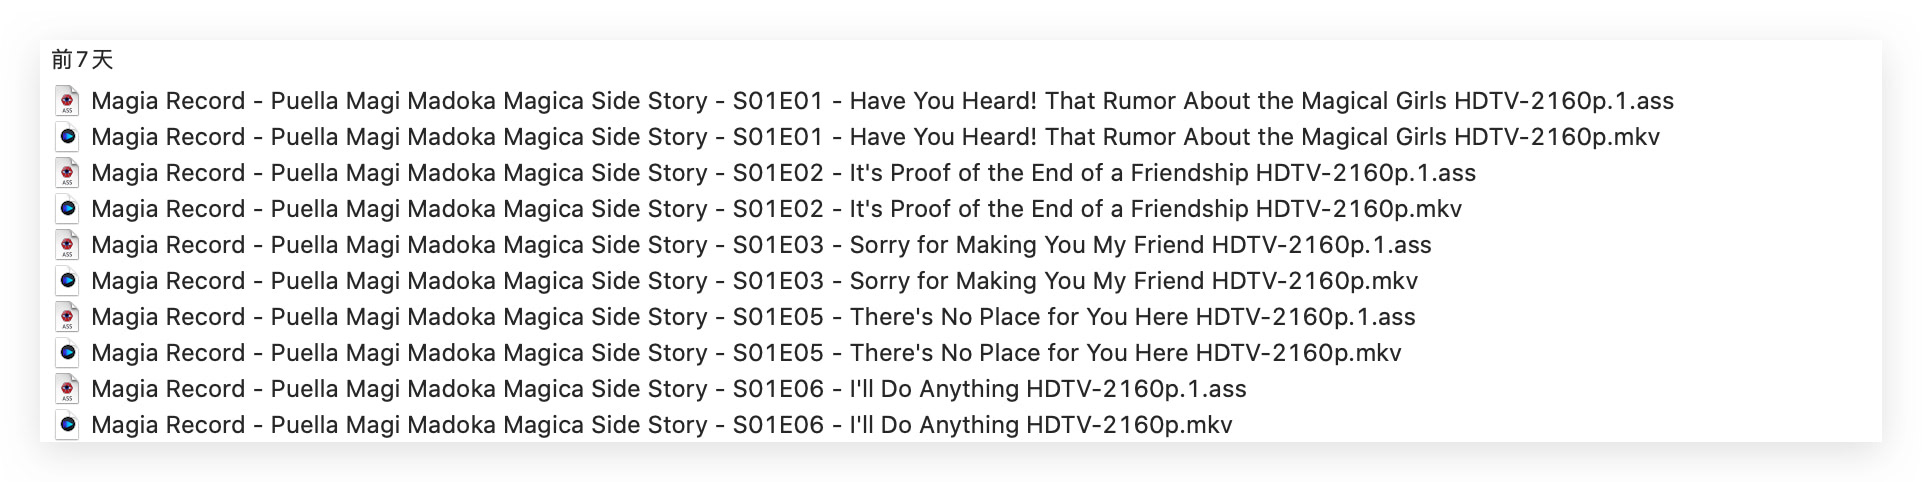 前7天
Magia Record - Puella Magi Madoka Magica Side Story - S01E01 - Have You Heard! That Rumor About the Magical Girls HDTV-2160p.1.ass
Magia Record - Puella Magi Madoka Magica Side Story - S01E01 - Have You Heard! That Rumor About the Magical Girls HDTV-2160p.mkv
Magia Record - Puella Magi Madoka Magica Side Story - S01E02 - It's Proof of the End of a Friendship HDTV-2160p.1.ass
Magia Record - Puella Magi Madoka Magica Side Story - S01E02 - It's Proof of the End of a Friendship HDTV-2160p.mkv
Magia Record - Puella Magi Madoka Magica Side Story - S01E03 - Sorry for Making You My Friend HDTV-2160p.1.ass
Magia Record - Puella Magi Madoka Magica Side Story - S01E03 - Sorry for Making You My Friend HDTV-2160p.mkv
Magia Record - Puella Magi Madoka Magica Side Story - S01E05 - There's No Place for You Here HDTV-2160p.1.ass
Magia Record - Puella Magi Madoka Magica Side Story - S01E05 - There's No Place for You Here HDTV-2160p.mkv
Magia Record - Puella Magi Madoka Magica Side Story - S01E06 - I'll Do Anything HDTV-2160p.1.ass
Magia Record - Puella Magi Madoka Magica Side Story - S01E06 - I'll Do Anything HDTV-2160p.mkv